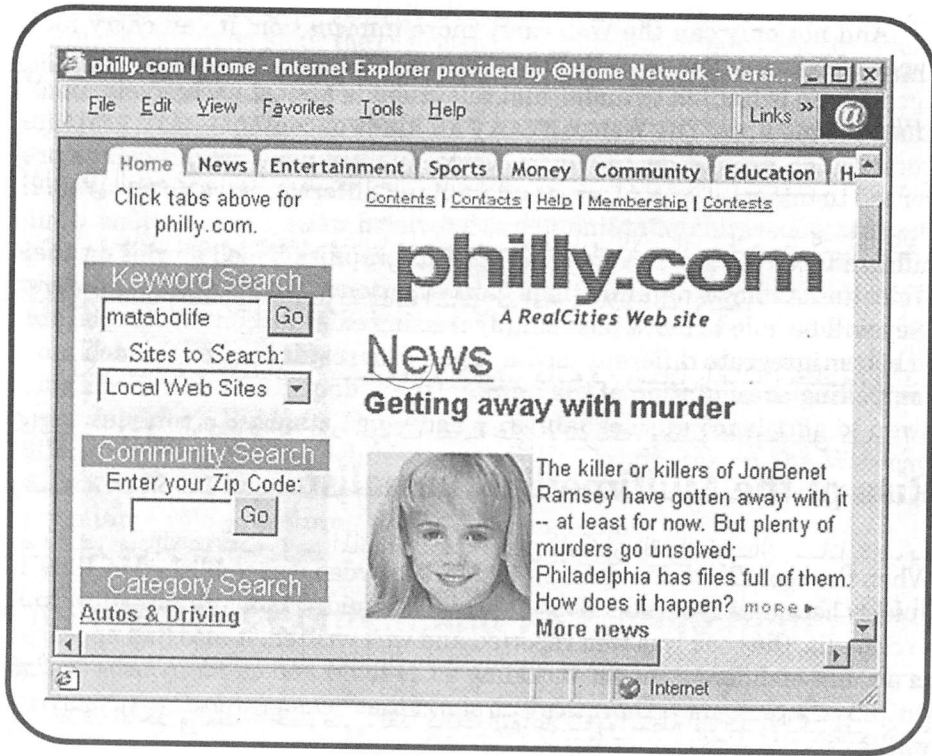 philly.com | Home - Internet Explorer provided by @Home Network - Versi...
File Edit View Favorites Tools Help Links »
Home News Entertainment Sports Money Community Education H
Click tabs above for
philly.com.
Contents | Contacts | Help | Membership | Contests
philly.com
A RealCities Web site
Keyword Search
matabolife Go
Sites to Search:
Local Web Sites
Community Search
Enter your Zip Code:
Go
Category Search
Autos & Driving
News
Getting away with murder
The killer or killers of JonBenet
Ramsey have gotten away with it
-- at least for now. But plenty of
murders go unsolved;
Philadelphia has files full of them.
How does it happen? more
More news
Internet